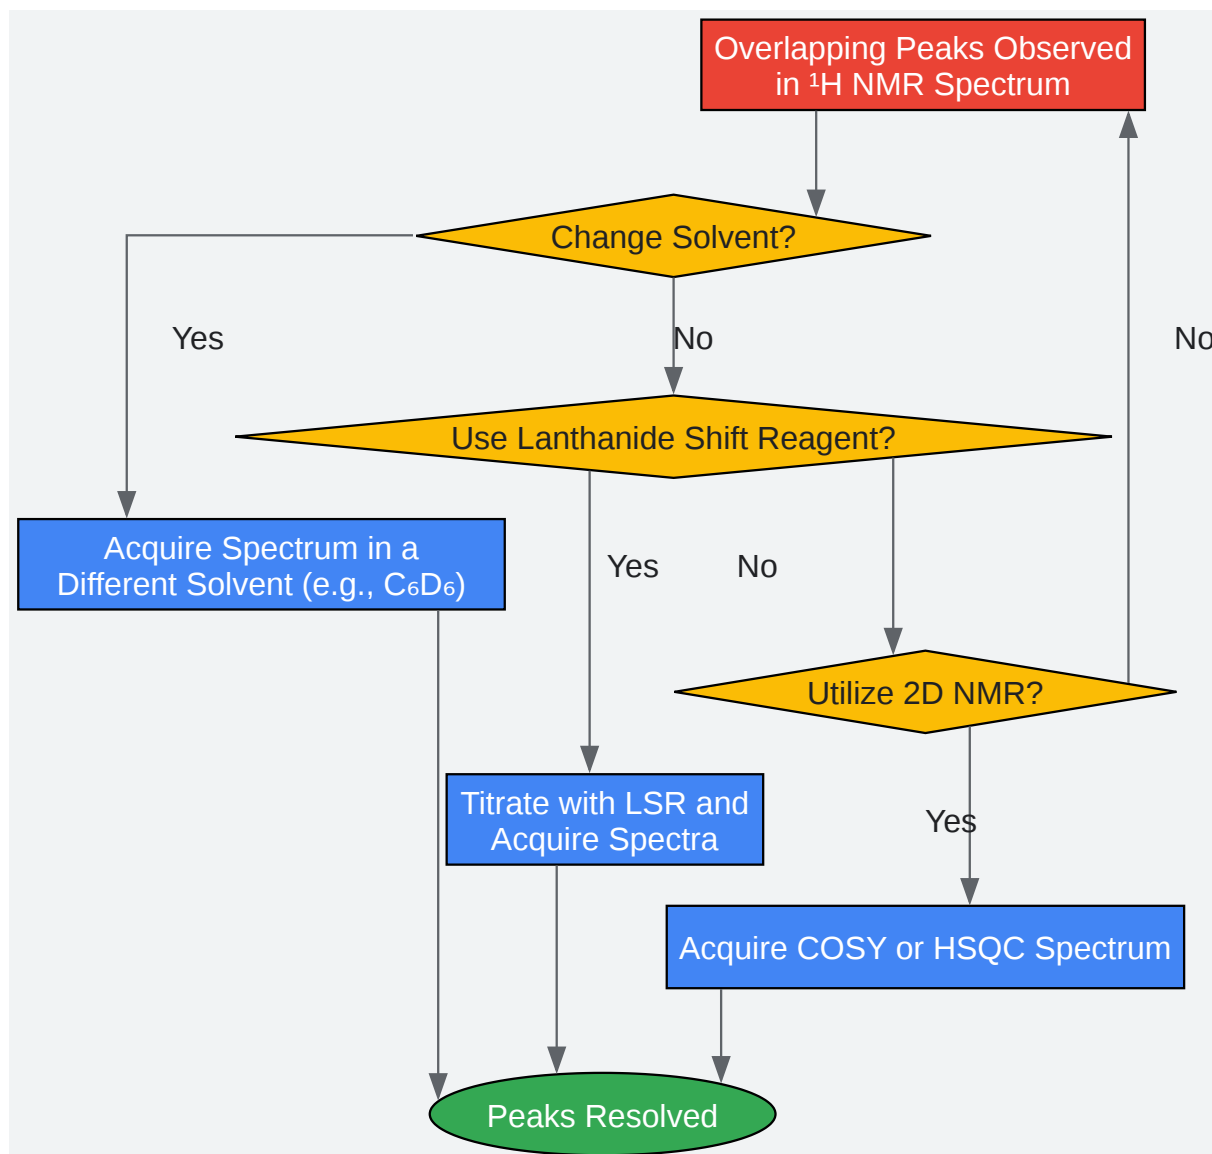 Overlapping Peaks Observed
in ¹H NMR Spectrum
Change Solvent?
Yes
No
No
Use Lanthanide Shift Reagent?
Acquire Spectrum in a
Different Solvent (e.g., C₆D₆)
Yes
No
Utilize 2D NMR?
Titrate with LSR and
Acquire Spectra
Yes
Acquire COSY or HSQC Spectrum
Peaks Resolved